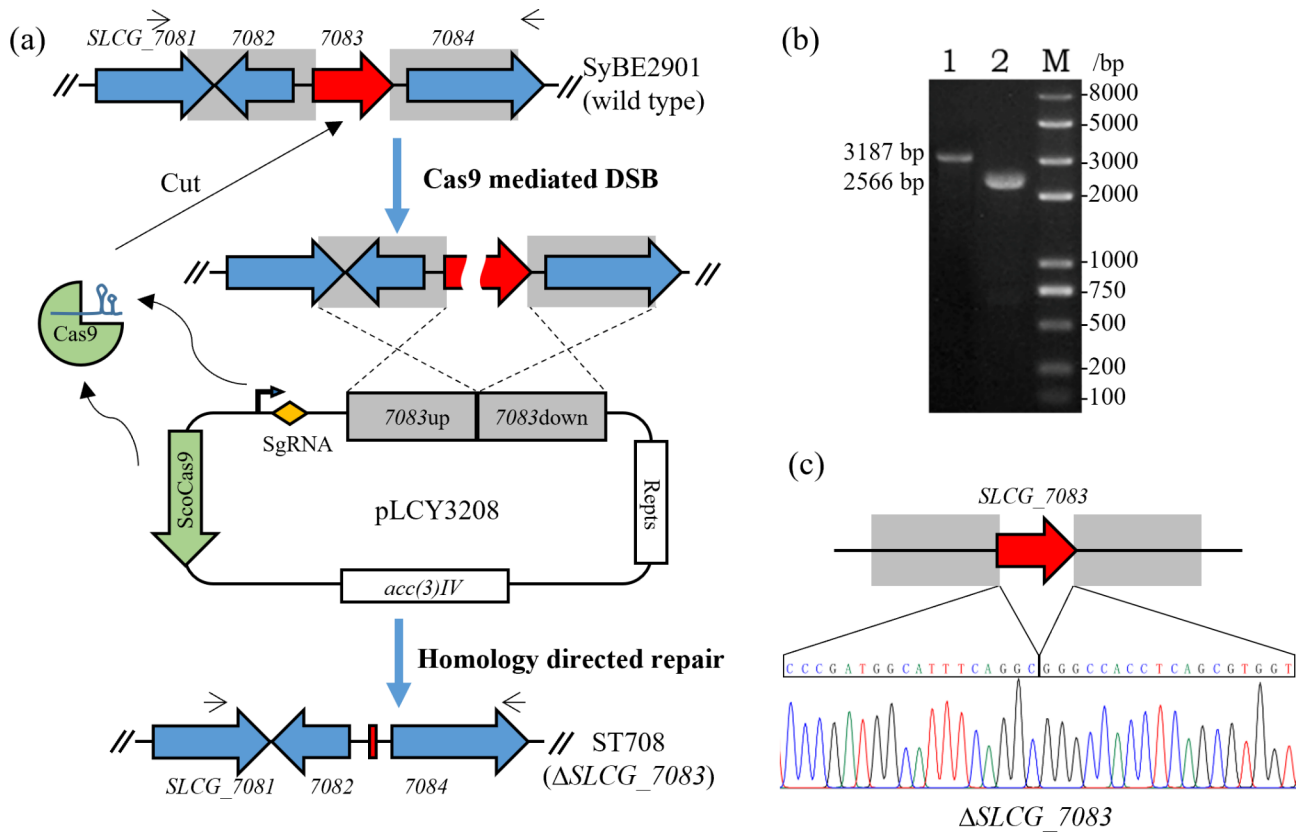 (a)
SLCG_7081 7082 7083 7084
SyBE2901
(wild type)
Cut
Cas9 mediated DSB
Cas9
SgRNA
7083up 7083down
ScoCas9
pLCY3208
Repts
acc(3)IV
Homology directed repair
SLCG_7081 7082 7084
ST708
(ΔSLCG_7083)
(b)
1 2 M /bp
3187 bp
2566 bp
-8000
-5000
-3000
-2000
-1000
-750
-500
-200
-100
(c)
SLCG_7083
CCCGATGGCATTTCAGGCGGGCCACCTCAGCGTGGT
ΔSLCG_7083